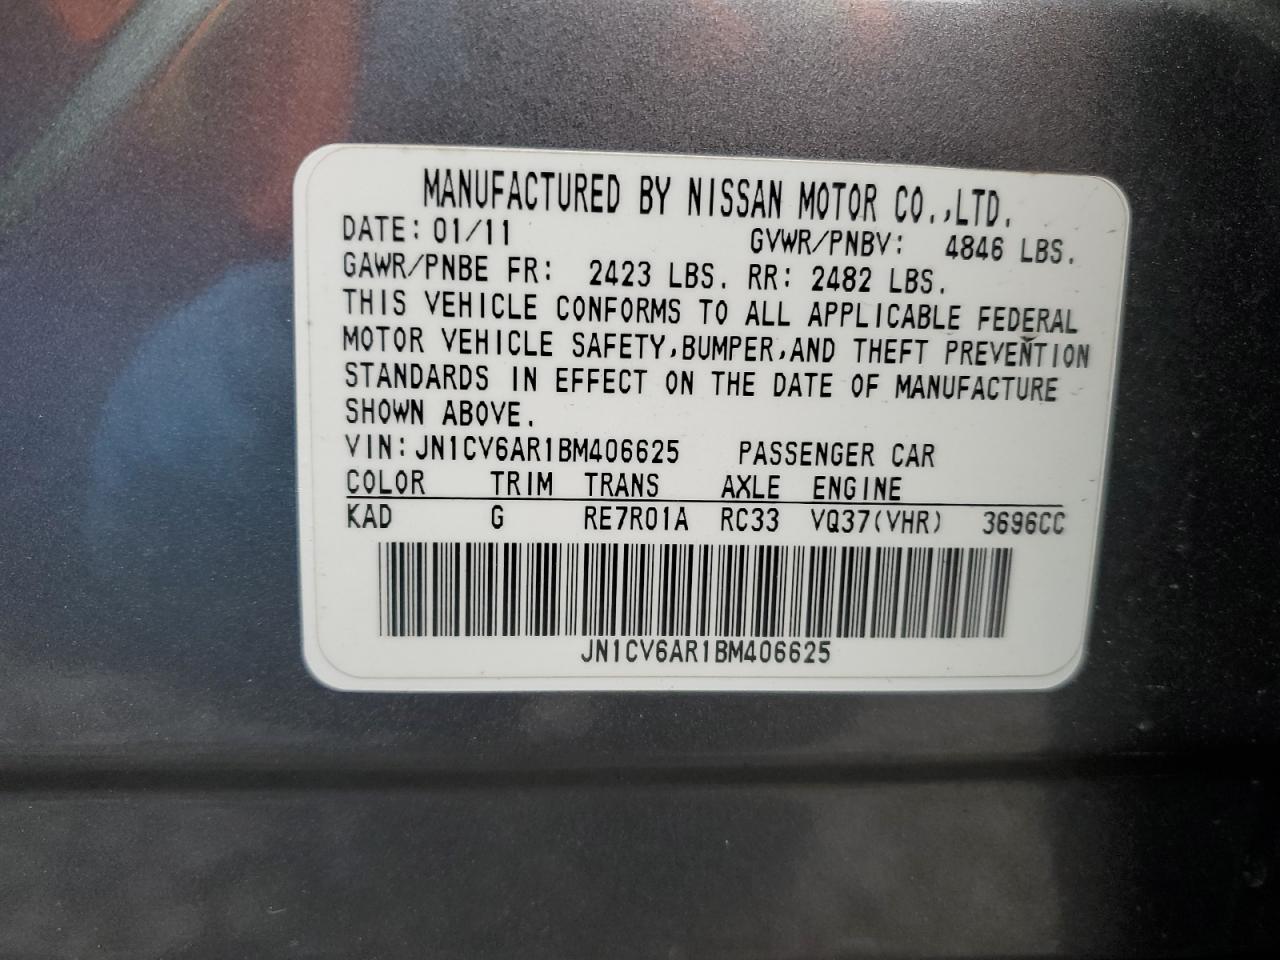 MANUFACTURED BY NISSAN MOTOR CO.,LTD.
DATE: 01/11 GVWR/PNBV: 4846 LBS.
GAWR/PNBE FR: 2423 LBS. RR: 2482 LBS.
THIS VEHICLE CONFORMS TO ALL APPLICABLE FEDERAL
MOTOR VEHICLE SAFETY,BUMPER,AND THEFT PREVENTION
STANDARDS IN EFFECT ON THE DATE OF MANUFACTURE
SHOWN ABOVE.
VIN:JN1CV6AR1BM406625 PASSENGER CAR
COLOR TRIM TRANS AXLE ENGINE
KAD G RE7R01A RC33 VQ37(VHR) 3696CC
JN1CV6AR1BM406625